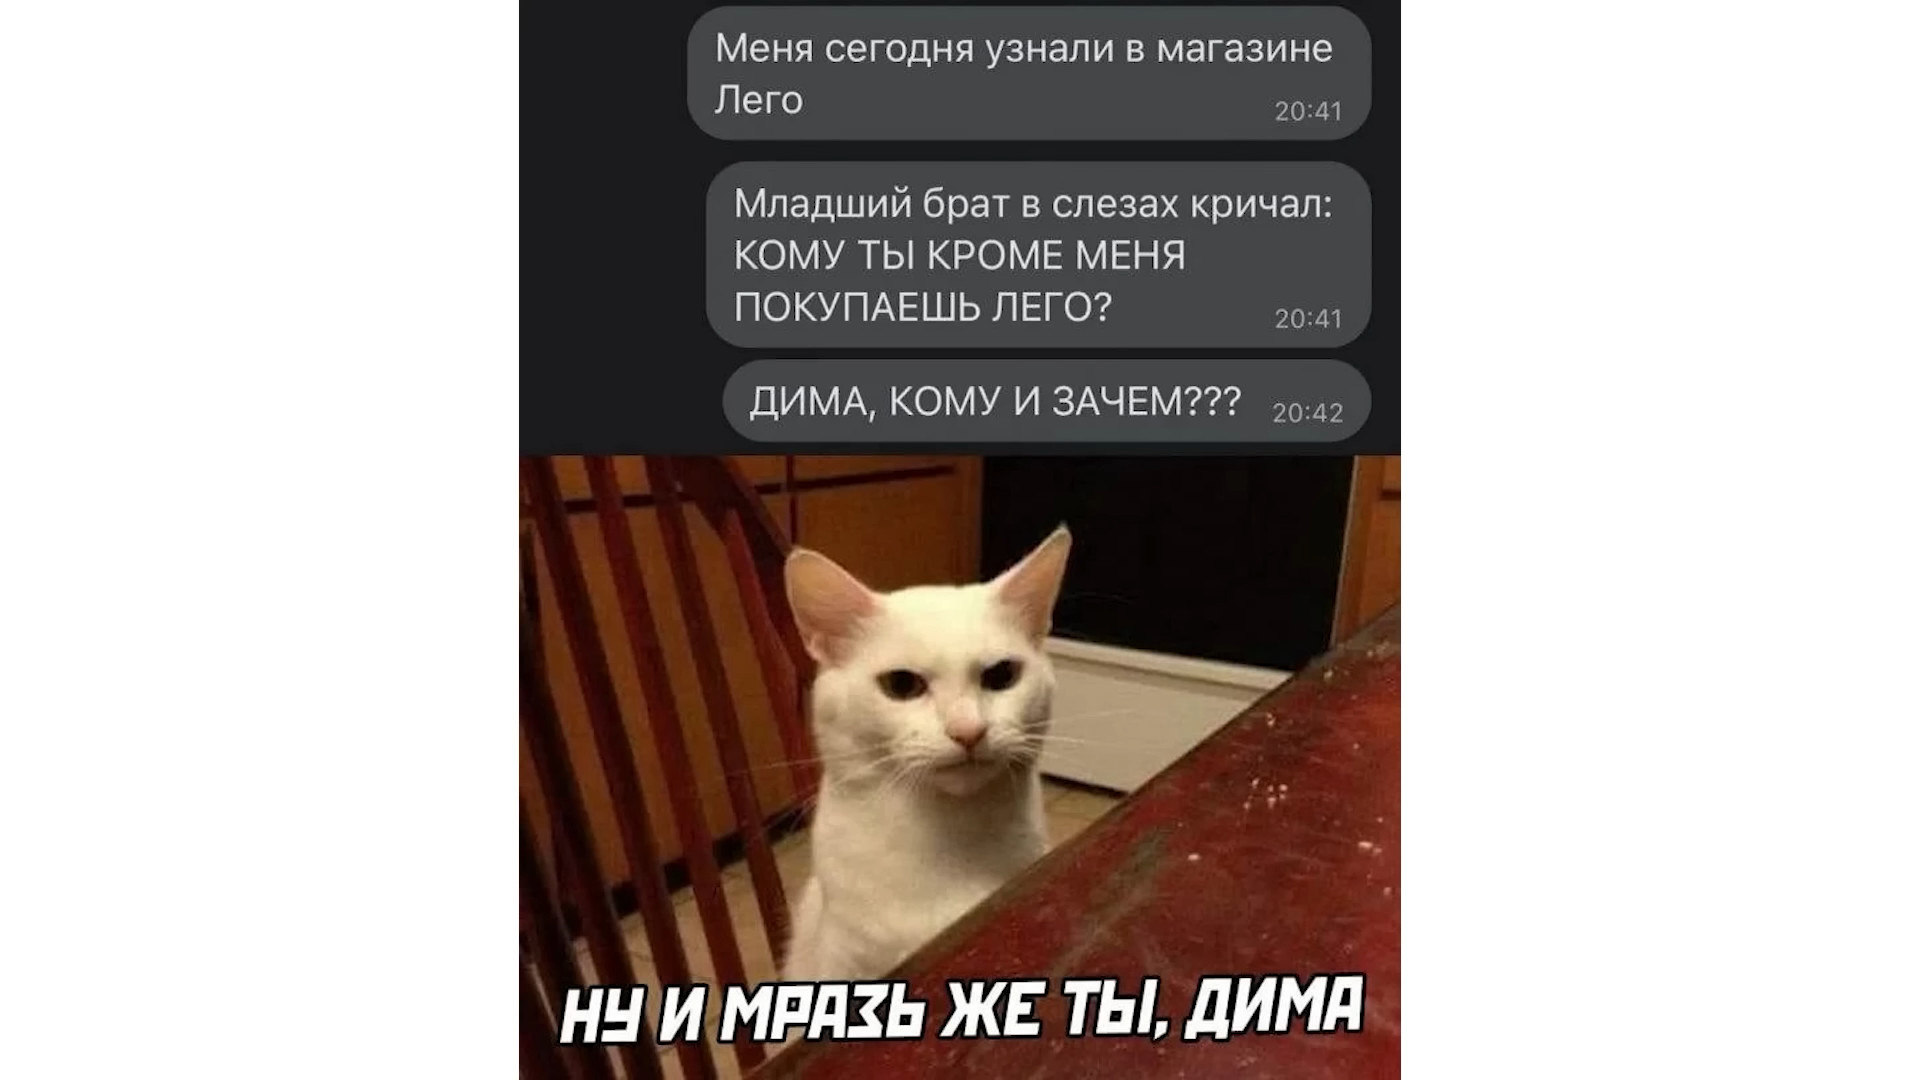 Меня сегодня узнали в магазине
Лего
20:41
Младший брат в слезах кричал:
КОМУ ТЫ КРОМЕ МЕНЯ
ПОКУПАЕШЬ ЛЕГО?
20:41
ДИМА, КОМУ И ЗАЧЕМ???
20:42
НУ И МРАЗЬ ЖЕ ТЫ, ДИМА